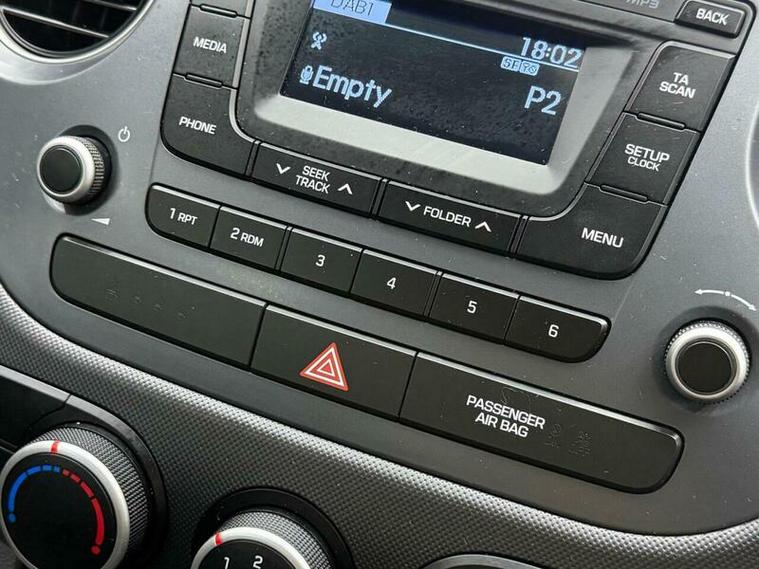 DAB1
MP3
BACK
MEDIA
18:02
TA
SCAN
Empty
P2
PHONE
SEEK
TRACK
SETUP
CLOCK
FOLDER
MENU
1 RPT
2 RDM
3
4
5
6
PASSENGER
AIR BAG
1
2